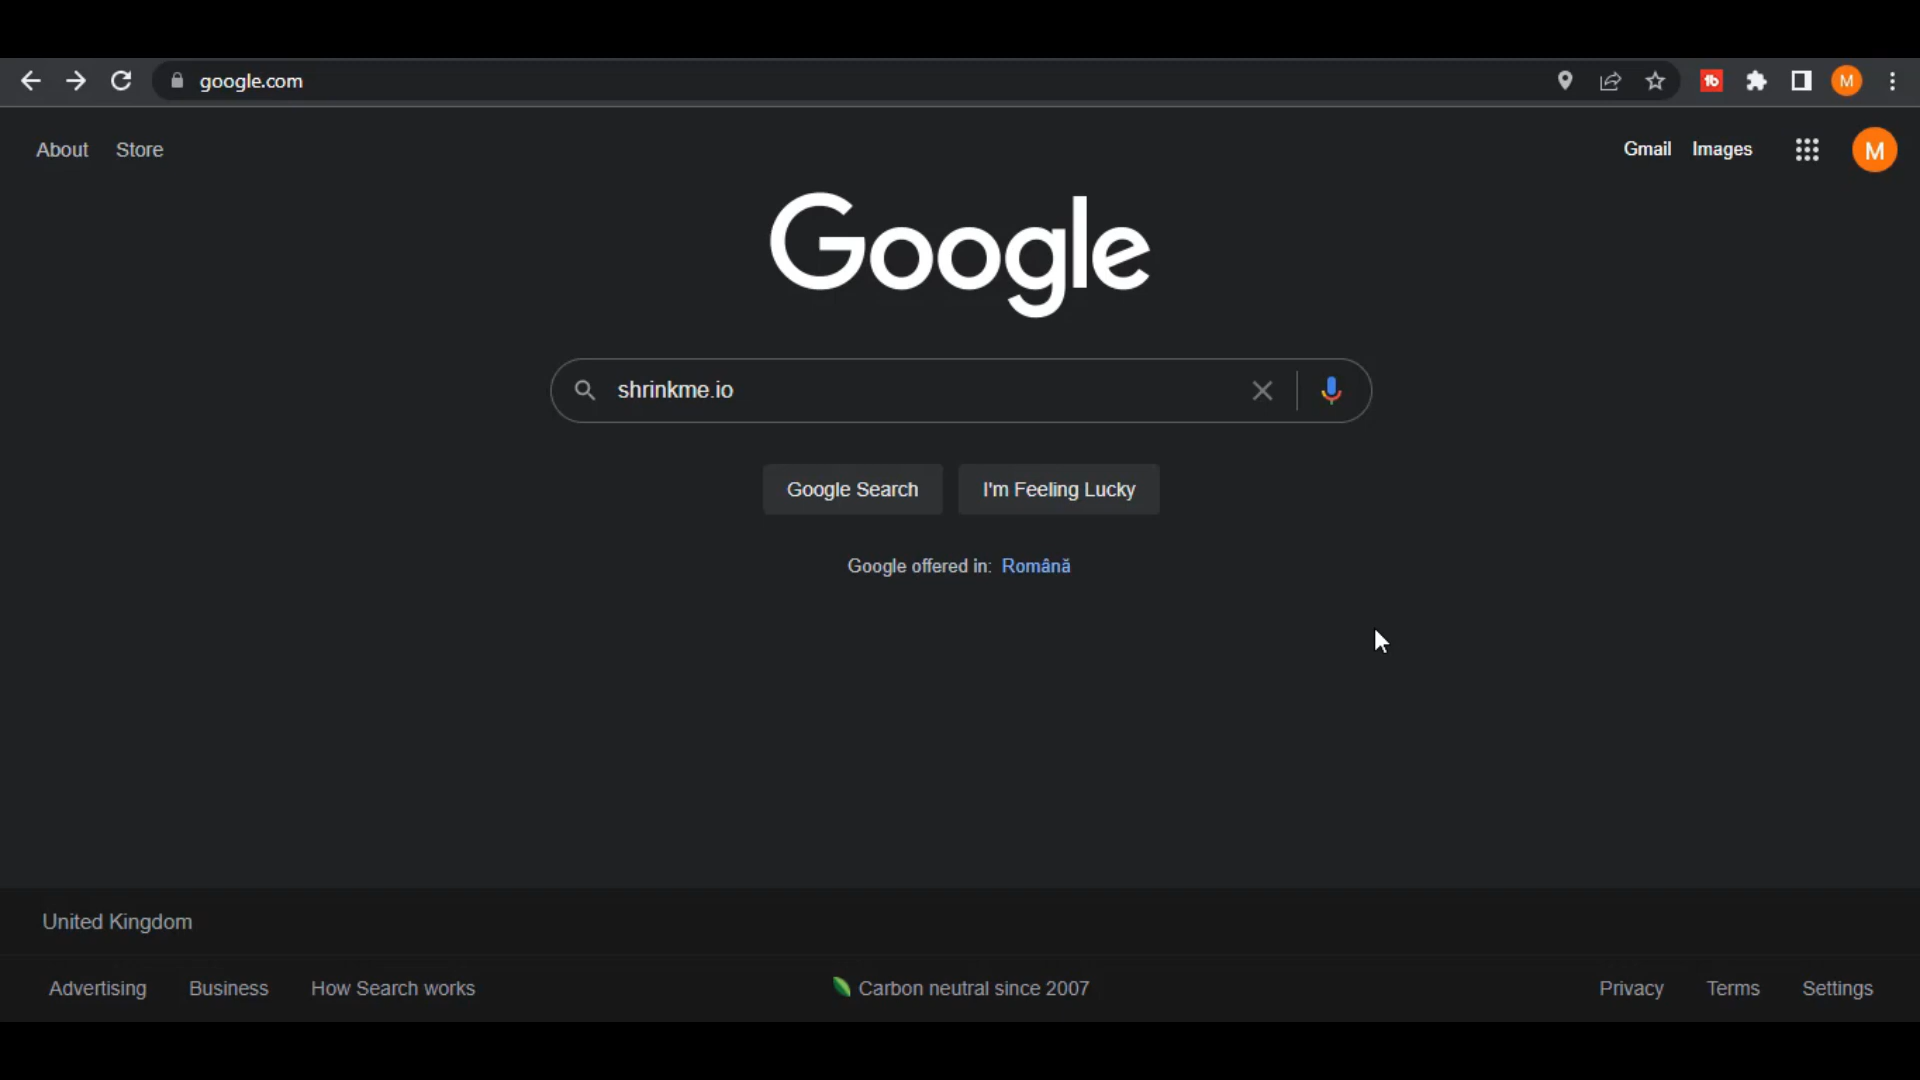 google.com
M
About Store Gmail Images M
Google
shrinkme.io
Google Search I'm Feeling Lucky
Google offered in: Română
United Kingdom
Advertising Business How Search works Carbon neutral since 2007 Privacy Terms Settings